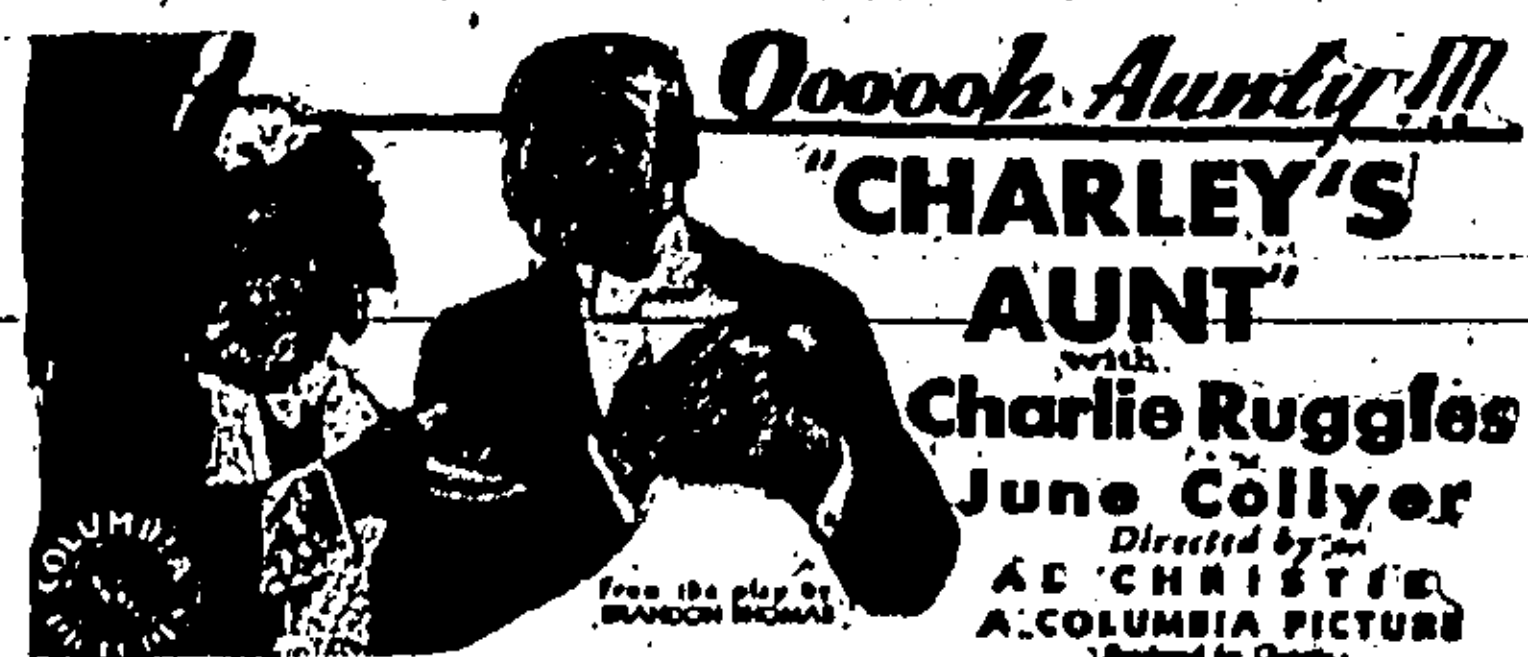 Oooooh Aunty!!!
"CHARLEY'S
AUNT"
with
Charlie Ruggles
June Collyer
Directed by
AL CHRISTIE
A COLUMBIA PICTURE
From the play by
BRANDON THOMAS
COLUMBIA